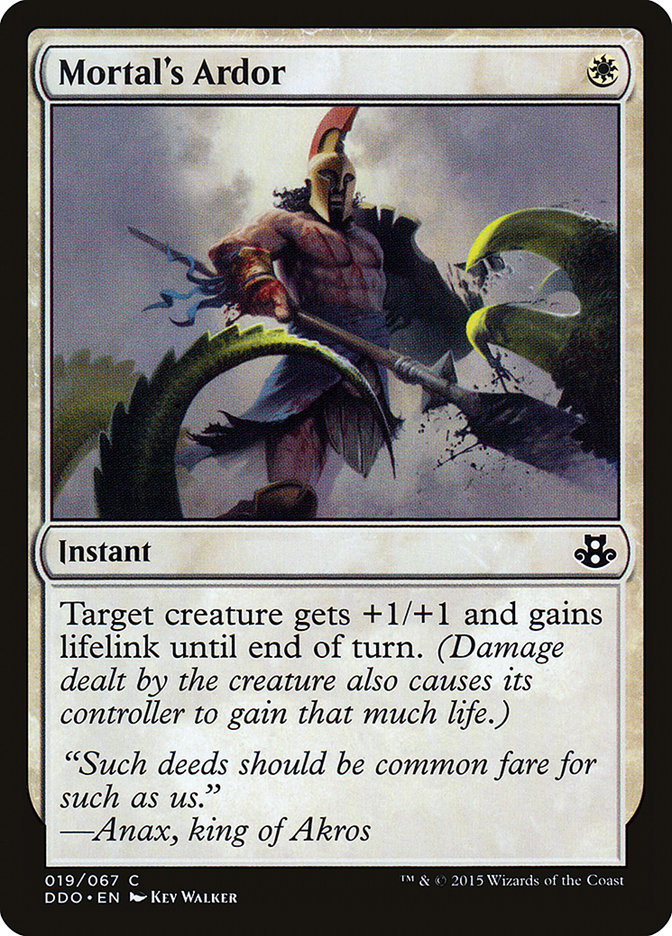 Mortal's Ardor
Instant
Target creature gets +1/+1 and gains
lifelink until end of turn. (Damage
dealt by the creature also causes its
controller to gain that much life.)
“Such deeds should be common fare for
such as us.”
—Anax, king of Akros
019/067 C
™ & © 2015 Wizards of the Coast
DDO • EN Kev Walker